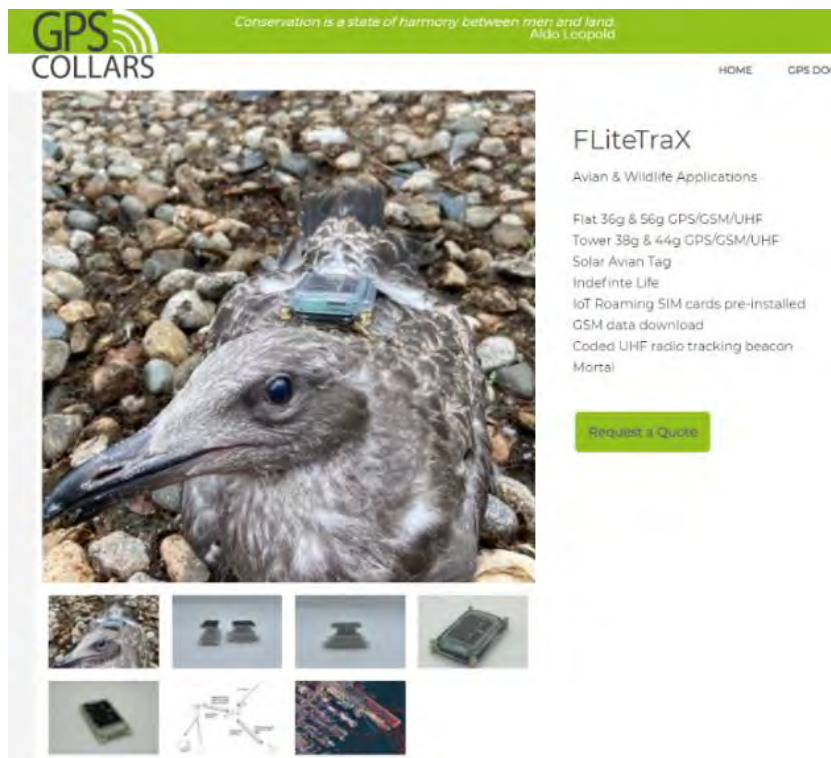 GPS
COLLARS
Conservation is a state of harmony between men and land.
Aldo Leopold
HOME GPS DO
FLiteTraX
Avian & Wildlife Applications
Flat 36g & 56g GPS/GSM/UHF
Tower 38g & 44g GPS/GSM/UHF
Solar Avian Tag
Indefinte Life
IoT Roaming SIM cards pre-installed
GSM data download
Coded UHF radio tracking beacon
Mortal
Request a Quote